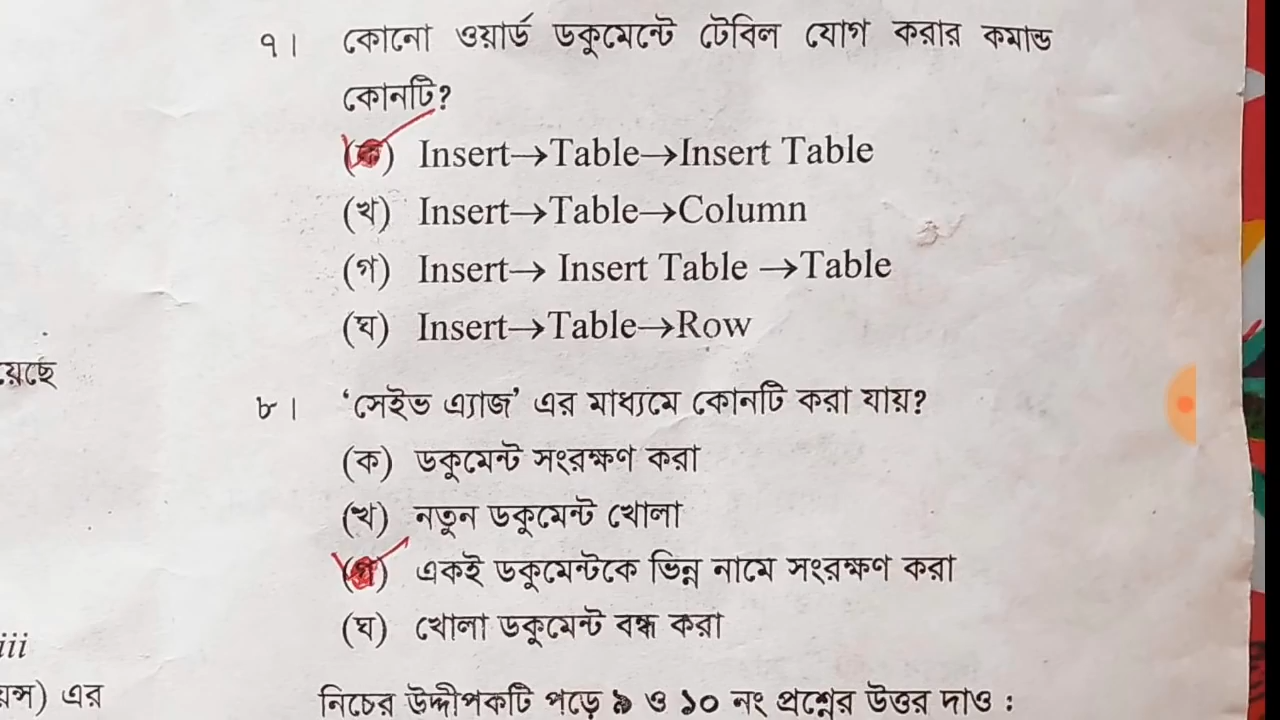 ৭। কোনো ওয়ার্ড ডকুমেন্টে টেবিল যোগ করার কমান্ড
কোনটি?
(ক) Insert→Table→Insert Table
(খ) Insert→Table→Column
(গ) Insert→ Insert Table →Table
(ঘ) Insert→Table→Row
য়েছে
৮। ‘সেইভ এ্যাজ’ এর মাধ্যমে কোনটি করা যায়?
(ক) ডকুমেন্ট সংরক্ষণ করা
(খ) নতুন ডকুমেন্ট খোলা
(গ) একই ডকুমেন্টকে ভিন্ন নামে সংরক্ষণ করা
(ঘ) খোলা ডকুমেন্ট বন্ধ করা
iii
য়ন্স) এর
নিচের উদ্দীপকটি পড়ে ৯ ও ১০ নং প্রশ্নের উত্তর দাও :